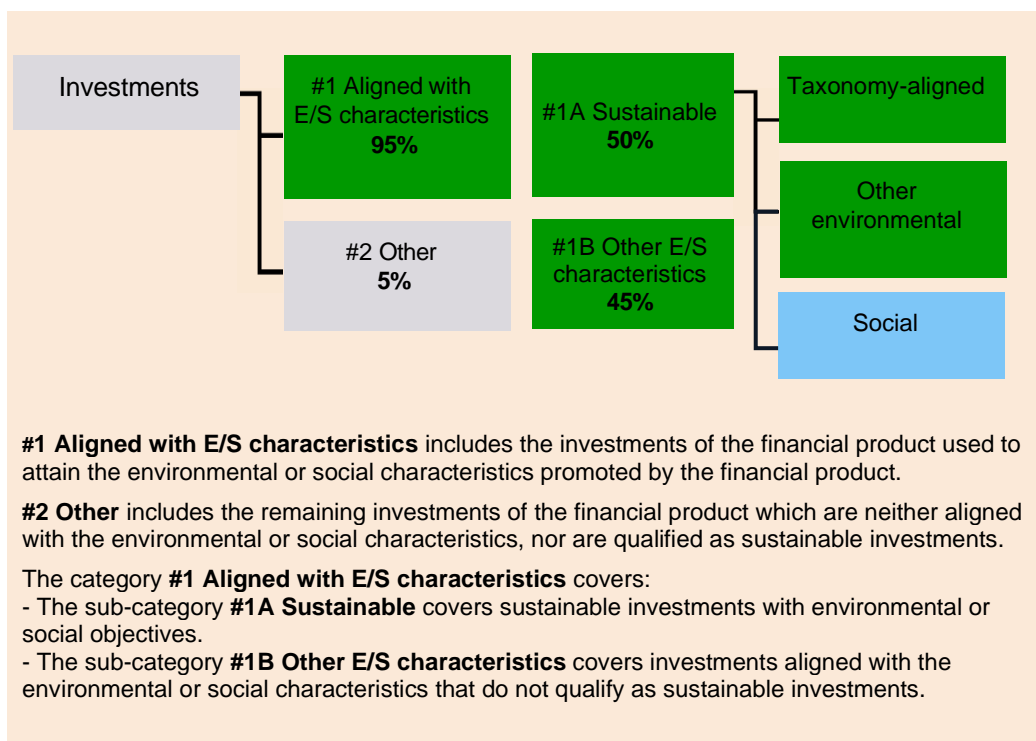 Investments
#1 Aligned with
E/S characteristics
95%
#2 Other
5%
#1A Sustainable
50%
#1B Other E/S
characteristics
45%
Taxonomy-aligned
Other
environmental
Social
#1 Aligned with E/S characteristics includes the investments of the financial product used to
attain the environmental or social characteristics promoted by the financial product.
#2 Other includes the remaining investments of the financial product which are neither aligned
with the environmental or social characteristics, nor are qualified as sustainable investments.
The category #1 Aligned with E/S characteristics covers:
- The sub-category #1A Sustainable covers sustainable investments with environmental or
social objectives.
- The sub-category #1B Other E/S characteristics covers investments aligned with the
environmental or social characteristics that do not qualify as sustainable investments.